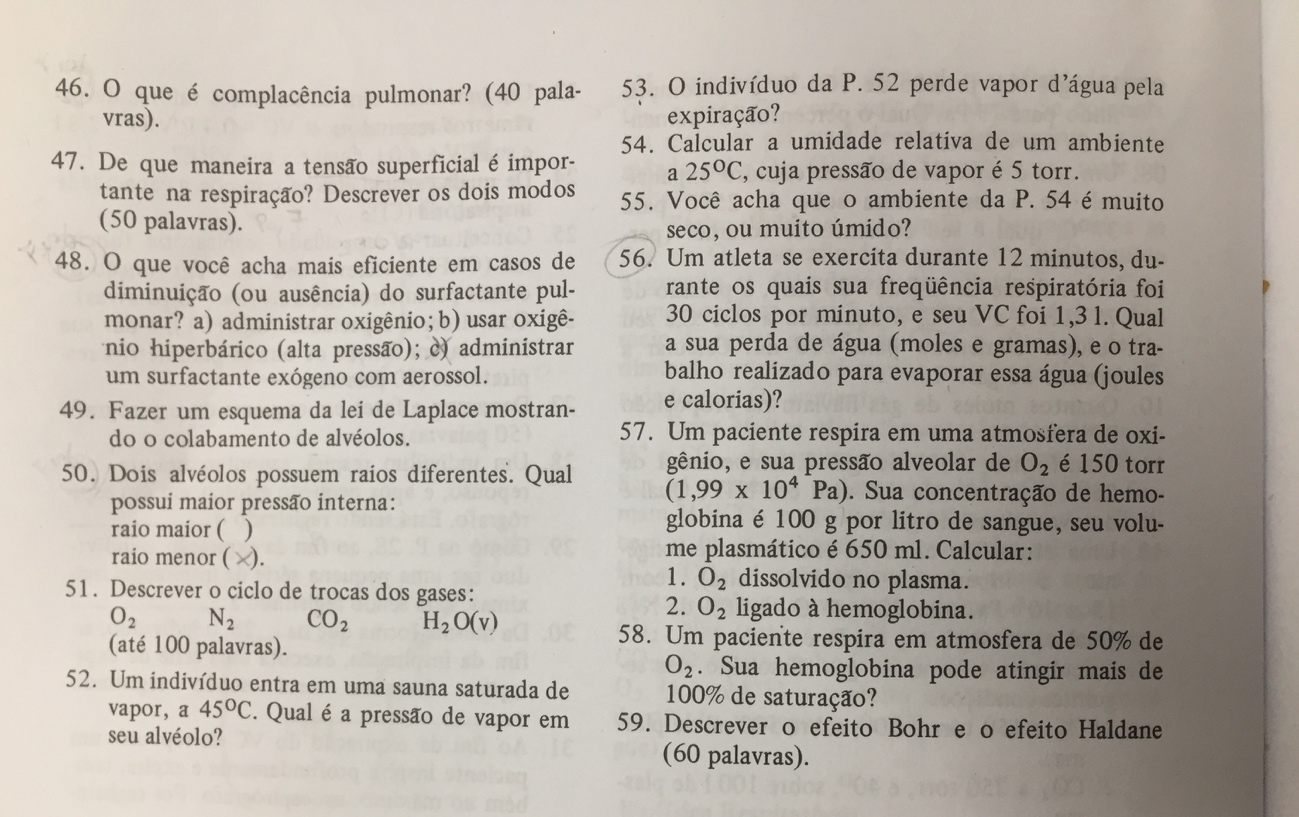 46. O que é complacência pulmonar? (40 pala-
vras).
47. De que maneira a tensão superficial é impor-
tante na respiração? Descrever os dois modos
(50 palavras).
48. O que você acha mais eficiente em casos de
diminuição (ou ausência) do surfactante pul-
monar? a) administrar oxigênio; b) usar oxigê-
nio hiperbárico (alta pressão); c) administrar
um surfactante exógeno com aerossol.
49. Fazer um esquema da lei de Laplace mostran-
do o colabamento de alvéolos.
50. Dois alvéolos possuem raios diferentes. Qual
possui maior pressão interna:
raio maior ( )
raio menor (x).
51. Descrever o ciclo de trocas dos gases:
O₂ N₂ CO₂ H₂O(v)
(até 100 palavras).
52. Um indivíduo entra em uma sauna saturada de
vapor, a 45ºC. Qual é a pressão de vapor em
seu alvéolo?
53. O indivíduo da P. 52 perde vapor d'água pela
expiração?
54. Calcular a umidade relativa de um ambiente
a 25ºC, cuja pressão de vapor é 5 torr.
55. Você acha que o ambiente da P. 54 é muito
seco, ou muito úmido?
56. Um atleta se exercita durante 12 minutos, du-
rante os quais sua freqüência respiratória foi
30 ciclos por minuto, e seu VC foi 1,3 l. Qual
a sua perda de água (moles e gramas), e o tra-
balho realizado para evaporar essa água (joules
e calorias)?
57. Um paciente respira em uma atmosfera de oxi-
gênio, e sua pressão alveolar de O₂ é 150 torr
(1,99 x 10⁴ Pa). Sua concentração de hemo-
globina é 100 g por litro de sangue, seu volu-
me plasmático é 650 ml. Calcular:
1. O₂ dissolvido no plasma.
2. O₂ ligado à hemoglobina.
58. Um paciente respira em atmosfera de 50% de
O₂. Sua hemoglobina pode atingir mais de
100% de saturação?
59. Descrever o efeito Bohr e o efeito Haldane
(60 palavras).